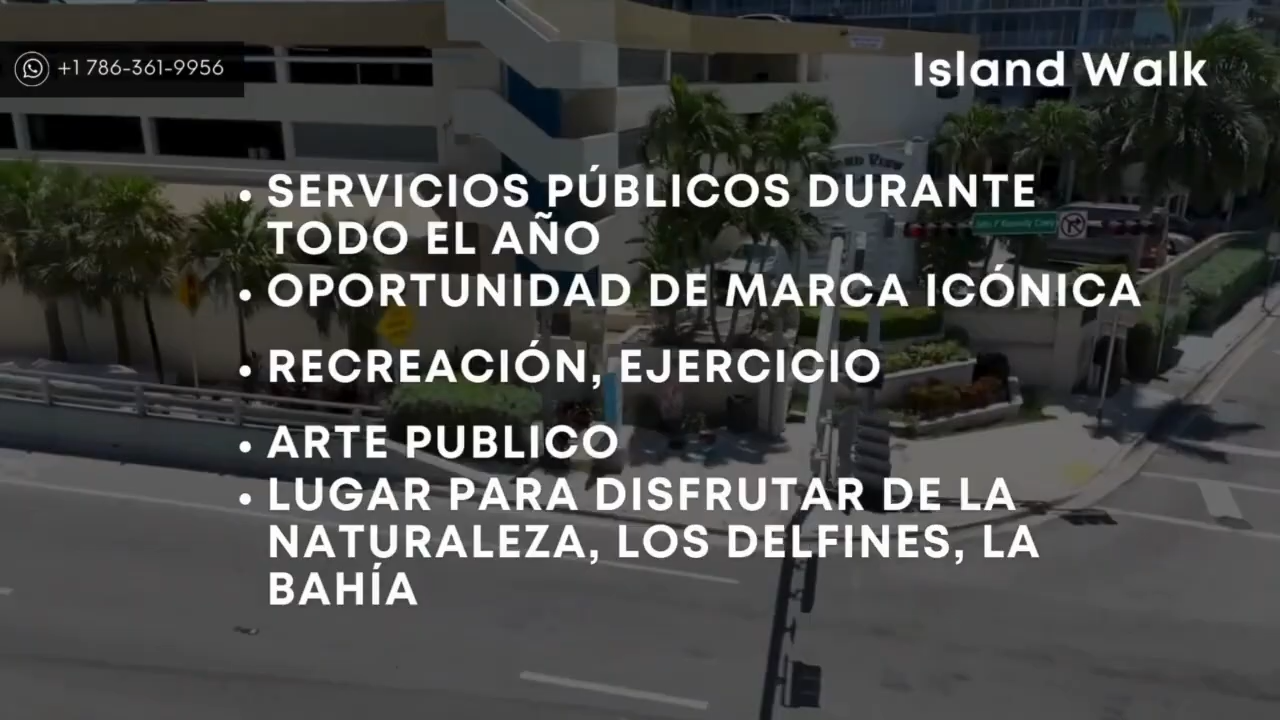 +1 786-361-9956
Island Walk
• SERVICIOS PÚBLICOS DURANTE
TODO EL AÑO
• OPORTUNIDAD DE MARCA ICÓNICA
• RECREACIÓN, EJERCICIO
• ARTE PUBLICO
• LUGAR PARA DISFRUTAR DE LA
NATURALEZA, LOS DELFINES, LA
BAHÍA